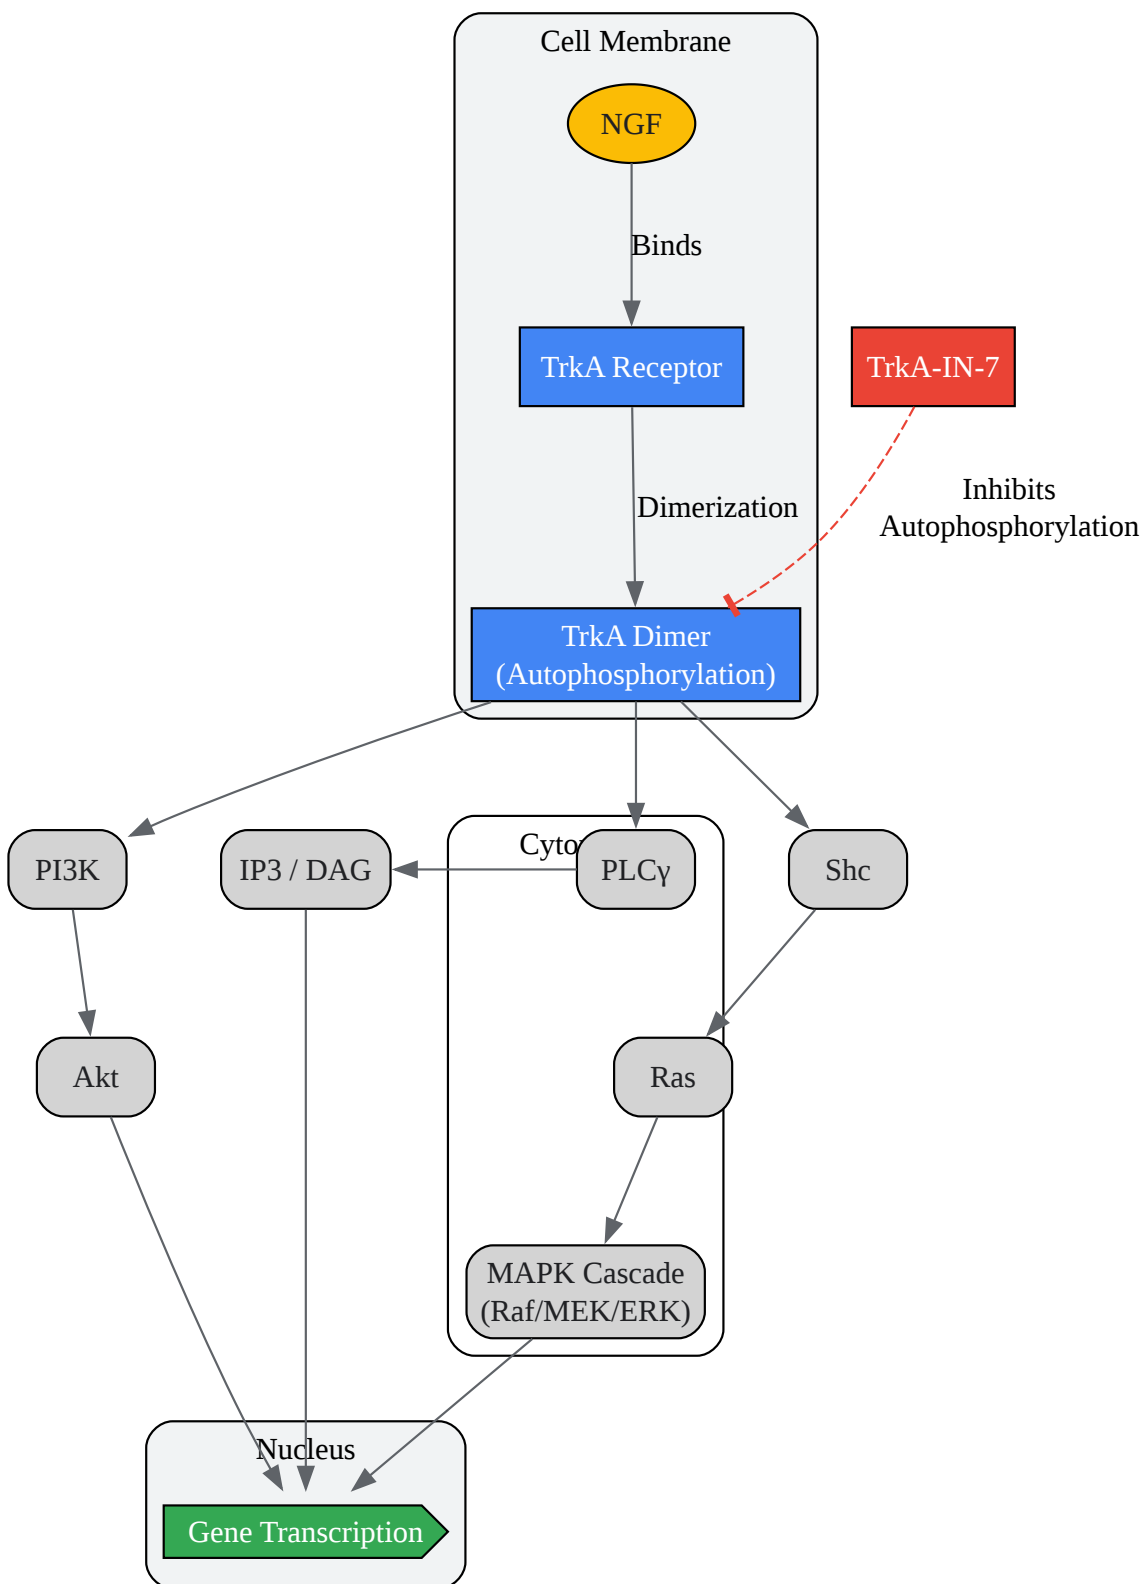 Cell Membrane
NGF
Binds
TrkA Receptor
TrkA-IN-7
Dimerization
Inhibits
Autophosphorylation
TrkA Dimer
(Autophosphorylation)
PI3K
IP3 / DAG
PLCγ
Shc
Akt
Ras
MAPK Cascade
(Raf/MEK/ERK)
Nucleus
Gene Transcription